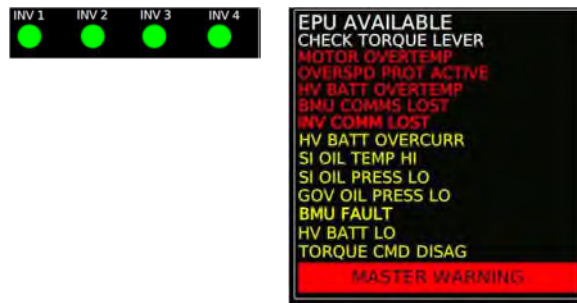 INV 1 INV 2 INV 3 INV 4
EPU AVAILABLE
CHECK TORQUE LEVER
MOTOR OVERTEMP
OVERSPD PROT ACTIVE
HV BATT OVERTEMP
BMU COMMS LOST
INV COMM LOST
HV BATT OVERCURR
SI OIL TEMP HI
SI OIL PRESS LO
GOV OIL PRESS LO
BMU FAULT
HV BATT LO
TORQUE CMD DISAG
MASTER WARNING